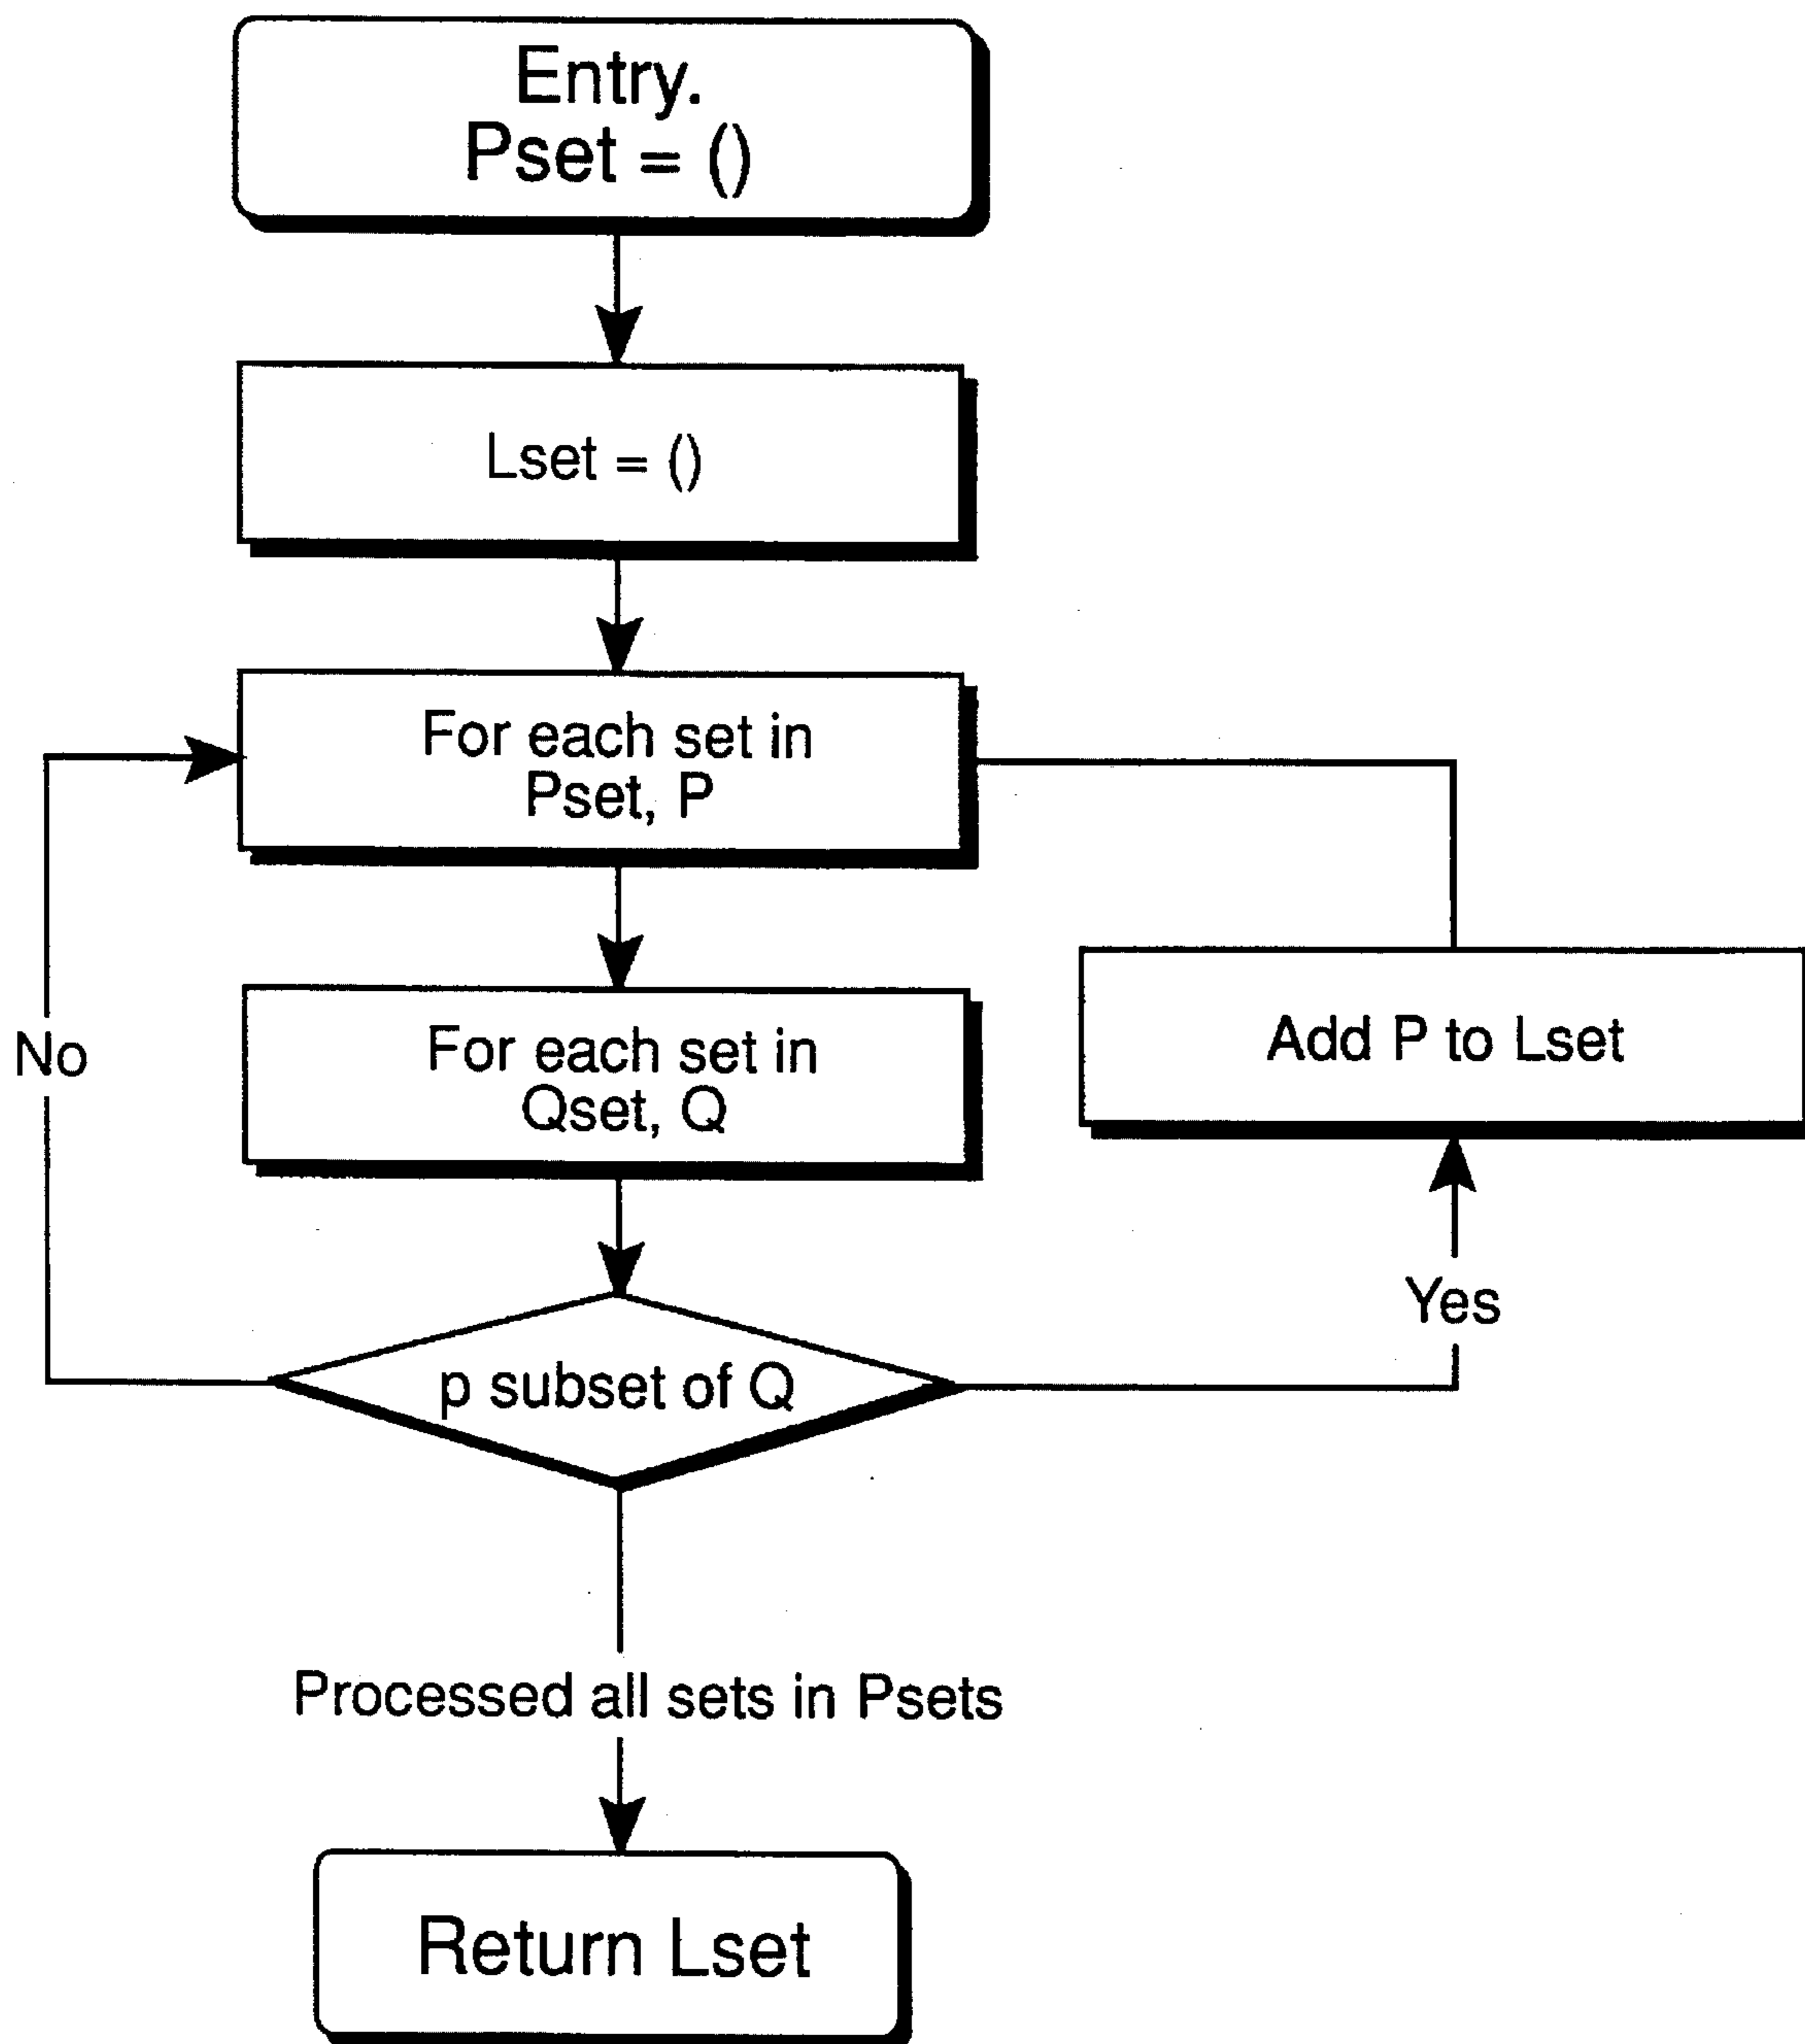 Entry.
Pset = ()
Lset = ()
For each set in
Pset, P
For each set in
Qset, Q
No
Add P to Lset
Yes
p subset of Q
Processed all sets in Psets
Return Lset